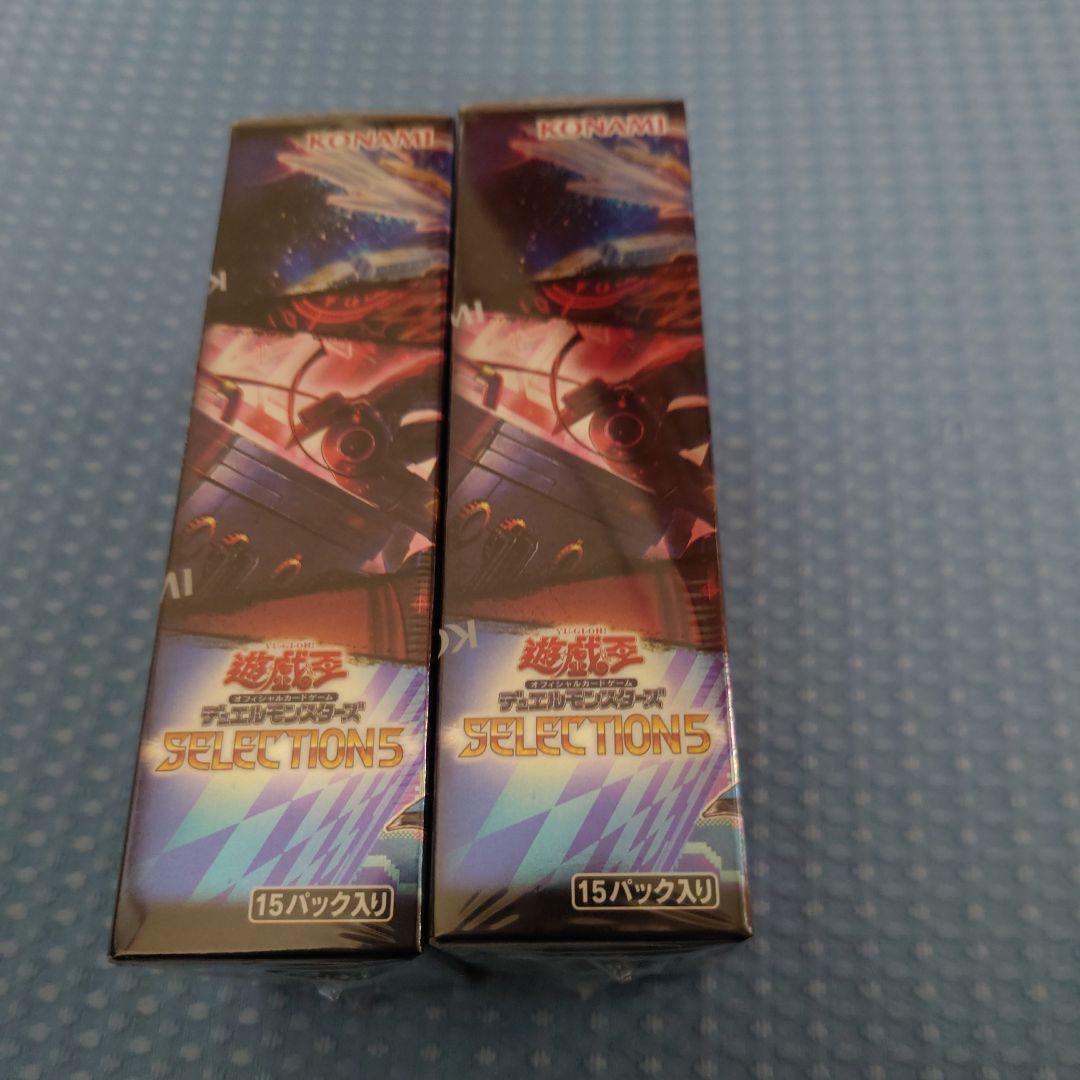 KONAMI
YU-GI-OH!
遊戯王
オフィシャルカードゲーム
デュエルモンスターズ
SELECTION5
15パック入り
KONAMI
YU-GI-OH!
遊戯王
オフィシャルカードゲーム
デュエルモンスターズ
SELECTION5
15パック入り